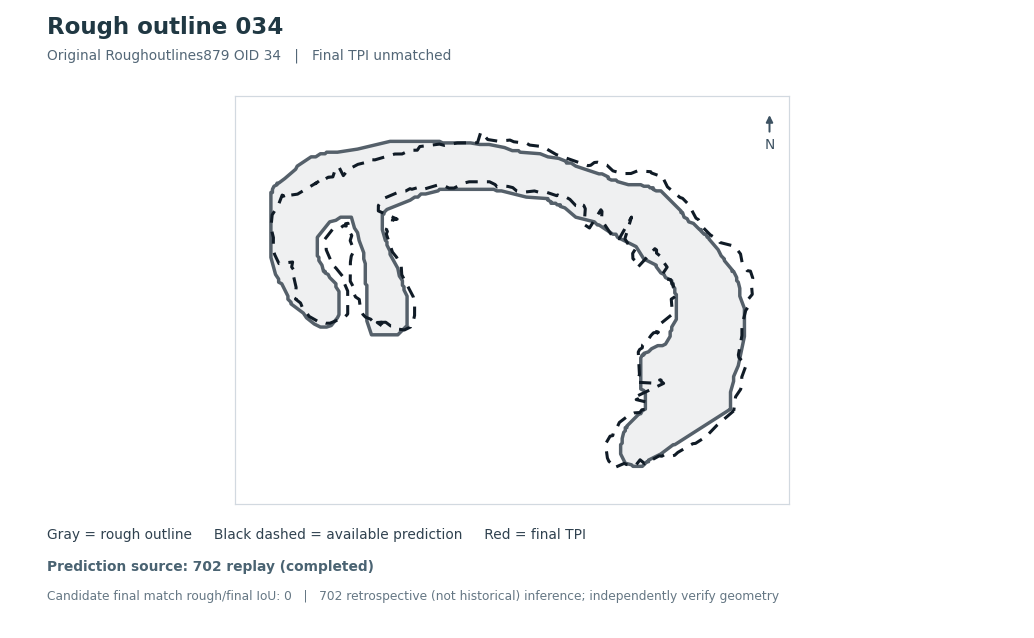 Rough outline 034
Original Roughoutlines879 OID 34   |   Final TPI unmatched
N
Gray = rough outline     Black dashed = available prediction     Red = final TPI
Prediction source: 702 replay (completed)
Candidate final match rough/final IoU: 0   |   702 retrospective (not historical) inference; independently verify geometry